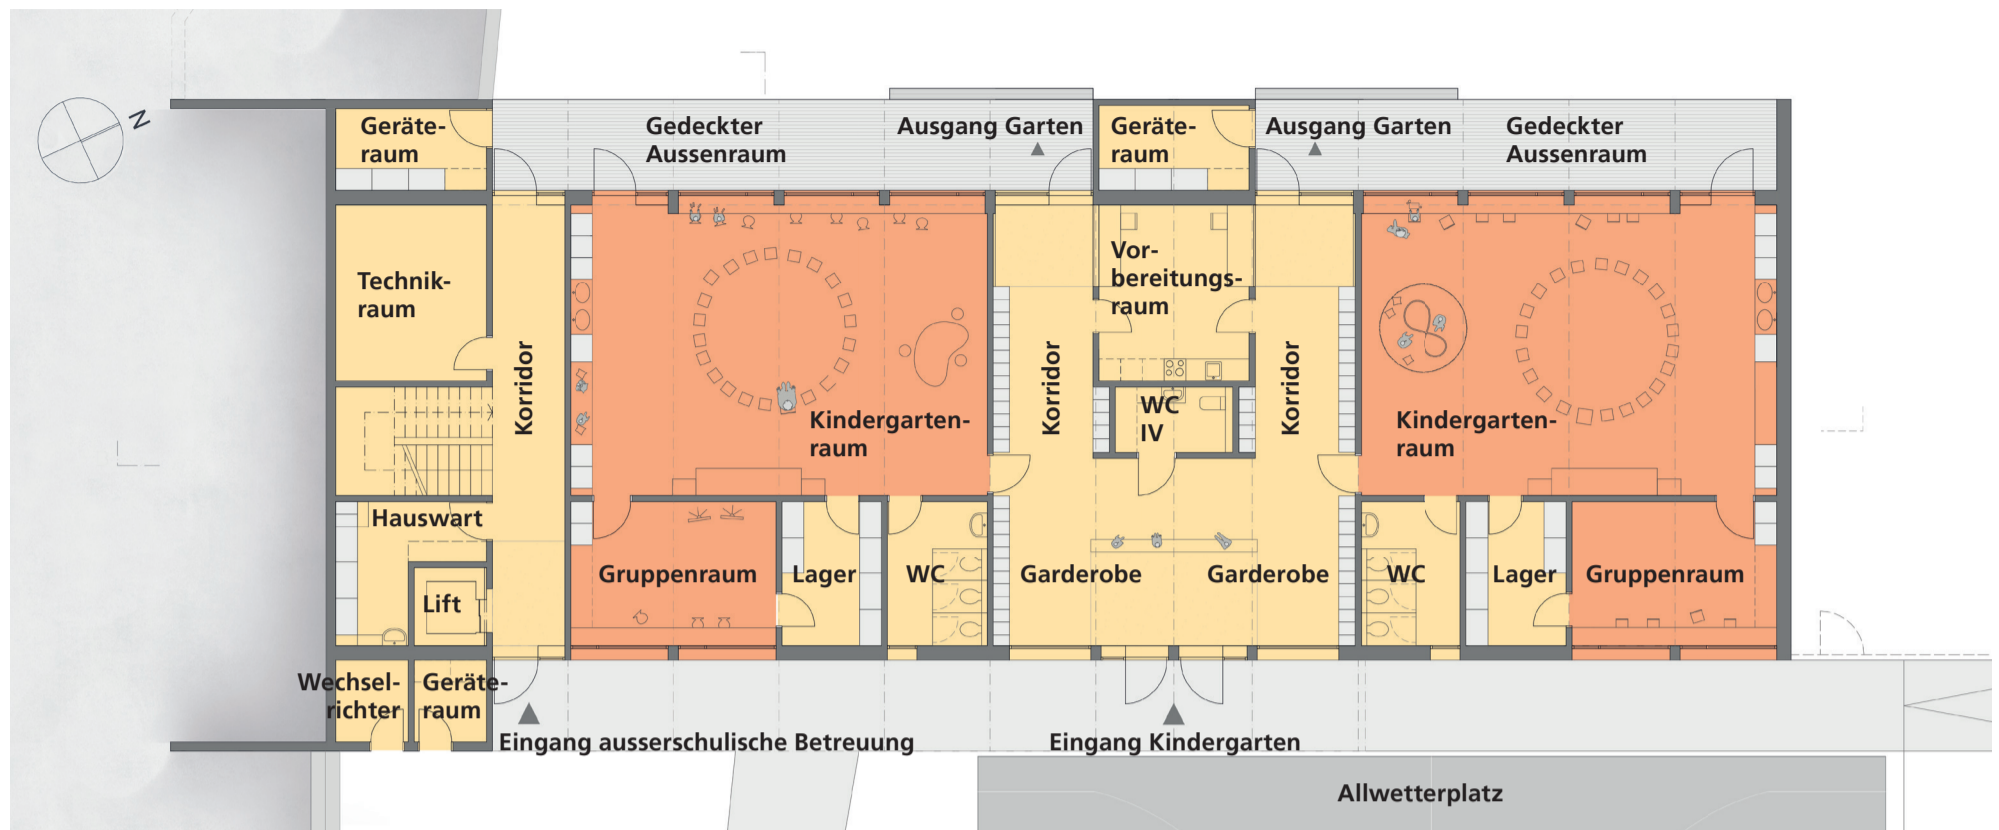 N
Geräte-
raum
Gedeckter
Aussenraum
Ausgang Garten
Geräte-
raum
Ausgang Garten
Gedeckter
Aussenraum
Technik-
raum
Korridor
Kindergarten-
raum
Korridor
Vor-
bereitungs-
raum
WC
IV
Korridor
Kindergarten-
raum
Hauswart
Lift
Gruppenraum
Lager
WC
Garderobe
Garderobe
WC
Lager
Gruppenraum
Wechsel-
richter
Geräte-
raum
Eingang ausserschulische Betreuung
Eingang Kindergarten
Allwetterplatz